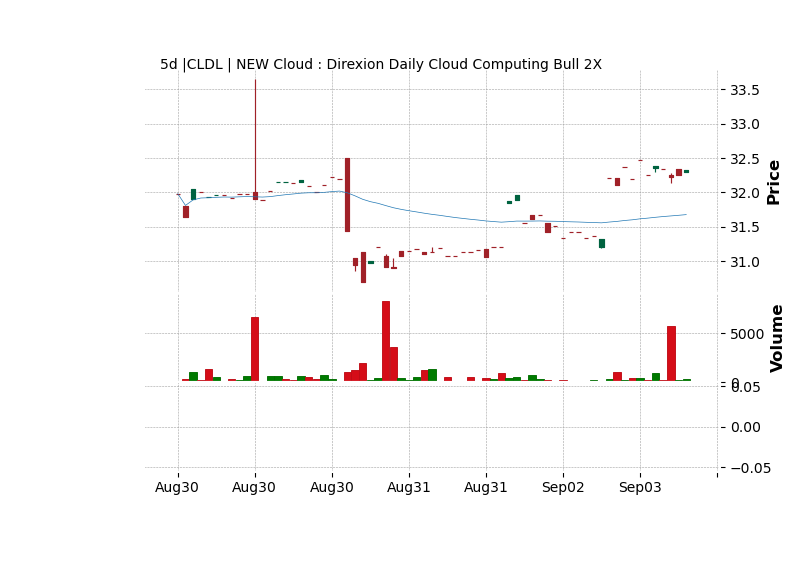 5d |CLDL | NEW Cloud : Direxion Daily Cloud Computing Bull 2X
33.5
33.0
32.5
32.0
31.5
31.0
Price
5000
0
Volume
0.05
0.00
−0.05
Aug30 Aug30 Aug30 Aug31 Aug31 Sep02 Sep03